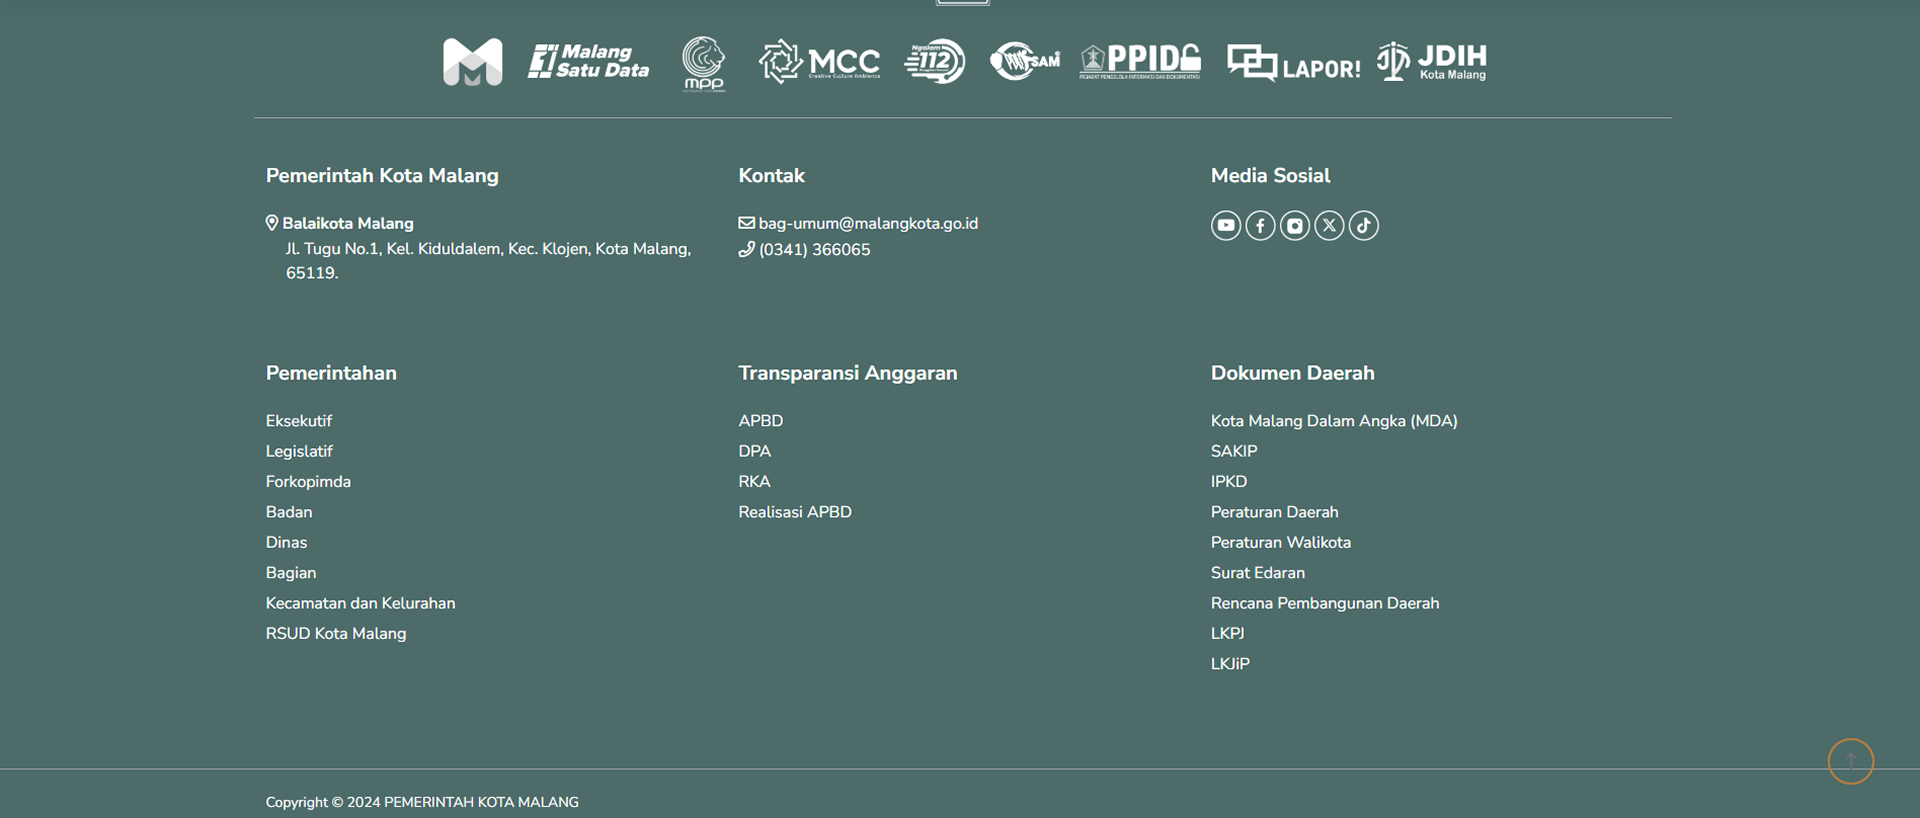 Malang
Satu Data
MPP
MCC
Creative Culture Ambience
Ngalam
112
SAM
PPID
PEJABAT PENGELOLA INFORMASI DAN DOKUMENTASI
LAPOR!
JDIH
Kota Malang
Pemerintah Kota Malang
Balaikota Malang
Jl. Tugu No.1, Kel. Kiduldalem, Kec. Klojen, Kota Malang,
65119.
Kontak
bag-umum@malangkota.go.id
(0341) 366065
Media Sosial
Pemerintahan
Eksekutif
Legislatif
Forkopimda
Badan
Dinas
Bagian
Kecamatan dan Kelurahan
RSUD Kota Malang
Transparansi Anggaran
APBD
DPA
RKA
Realisasi APBD
Dokumen Daerah
Kota Malang Dalam Angka (MDA)
SAKIP
IPKD
Peraturan Daerah
Peraturan Walikota
Surat Edaran
Rencana Pembangunan Daerah
LKPJ
LKJiP
Copyright © 2024 PEMERINTAH KOTA MALANG